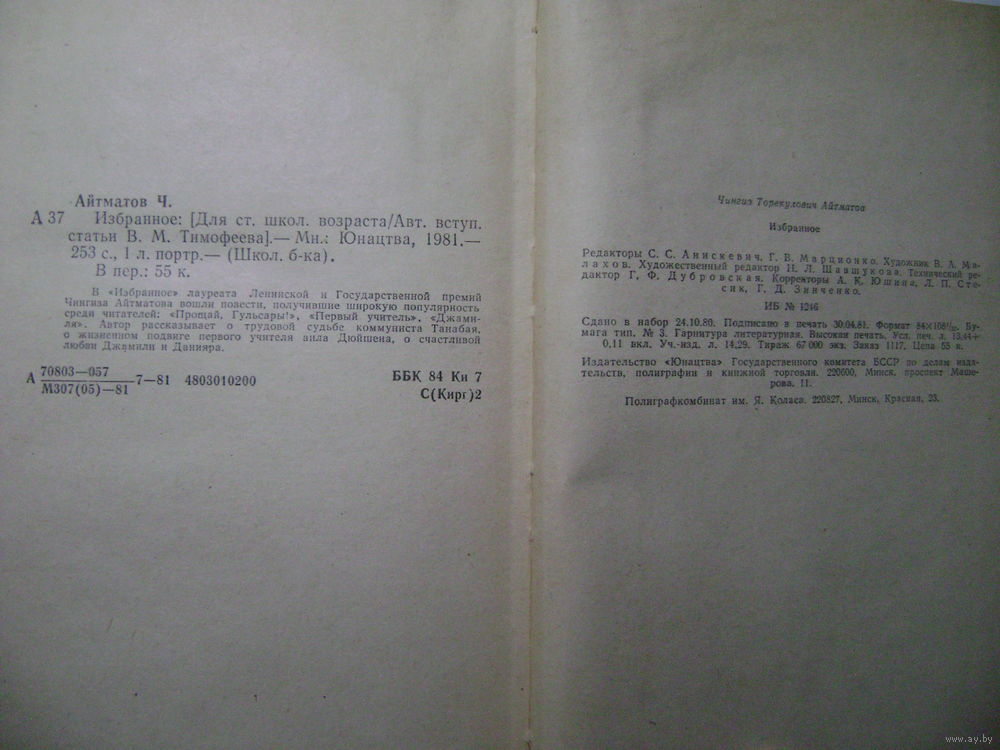 Айтматов Ч.
А 37 Избранное: [Для ст. школ. возраста/Авт. вступ.
статьи В. М. Тимофеева].— Мн.: Юнацтва, 1981.—
253 с., 1 л. портр.— (Школ. б-ка).
В пер.: 55 к.
В «Избранное» лауреата Ленинской и Государственной премий
Чингиза Айтматова вошли повести, получившие широкую популярность
среди читателей: «Прощай, Гульсары!», «Первый учитель», «Джами-
ля». Автор рассказывает о трудовой судьбе коммуниста Танабая,
о жизненном подвиге первого учителя аила Дюйшена, о счастливой
любви Джамили и Данияра.
А 70803—057
М307(05)—81 7—81 4803010200
ББК 84 Ки 7
С(Кирг)2
Чингиз Торекулович Айтматов
Избранное
Редакторы С. С. Анискевич, Г. В. Марционко. Художник В. А. Ма-
лахов. Художественный редактор Н. Л. Шавшукова. Технический ре-
дактор Г. Ф. Дубровская. Корректоры А. К. Юшина, Л. П. Сте-
сик, Г. Д. Зинченко.
ИБ № 1246
Сдано в набор 24.10.80. Подписано в печать 30.04.81. Формат 84×108¹/₃₂. Бу-
мага тип. № 3. Гарнитура литературная. Высокая печать. Усл. печ. л. 13,44+
0,11 вкл. Уч.-изд. л. 14,29. Тираж 67 000 экз. Заказ 1117. Цена 55 к.
Издательство «Юнацтва» Государственного комитета БССР по делам изда-
тельств, полиграфии и книжной торговли. 220600, Минск, проспект Маше-
рова, 11.
Полиграфкомбинат им. Я. Коласа. 220827, Минск, Красная, 23.
www.ay.by